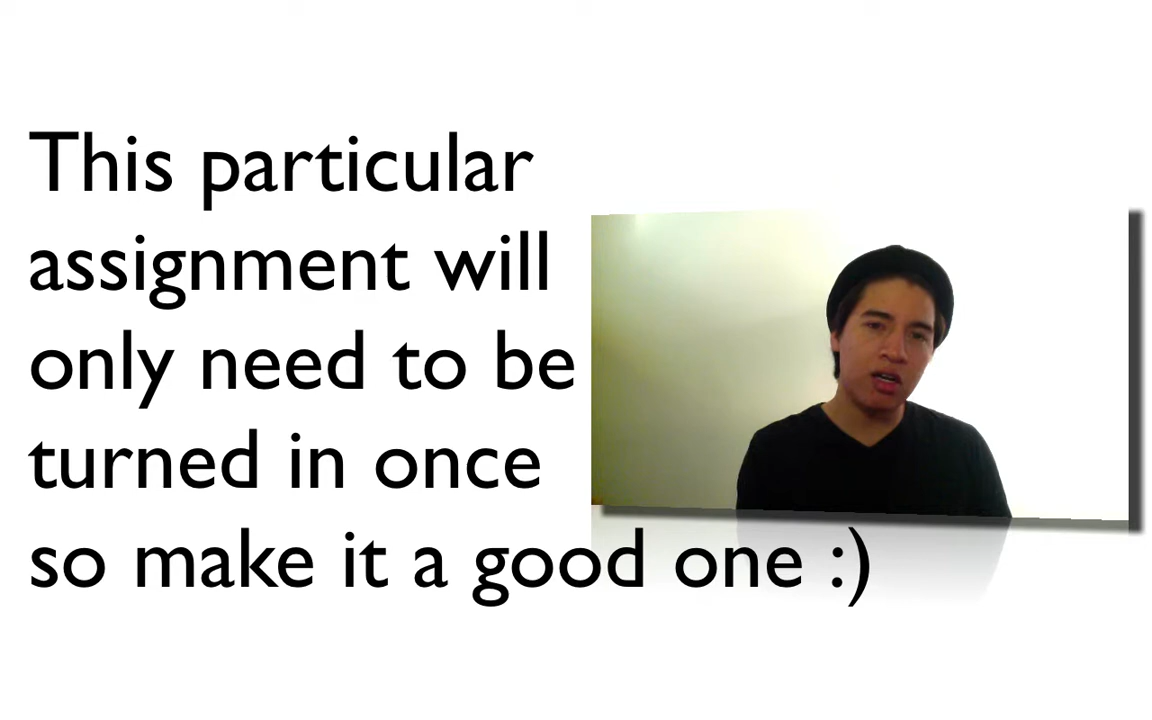 This particular
assignment will
only need to be
turned in once
so make it a good one :)